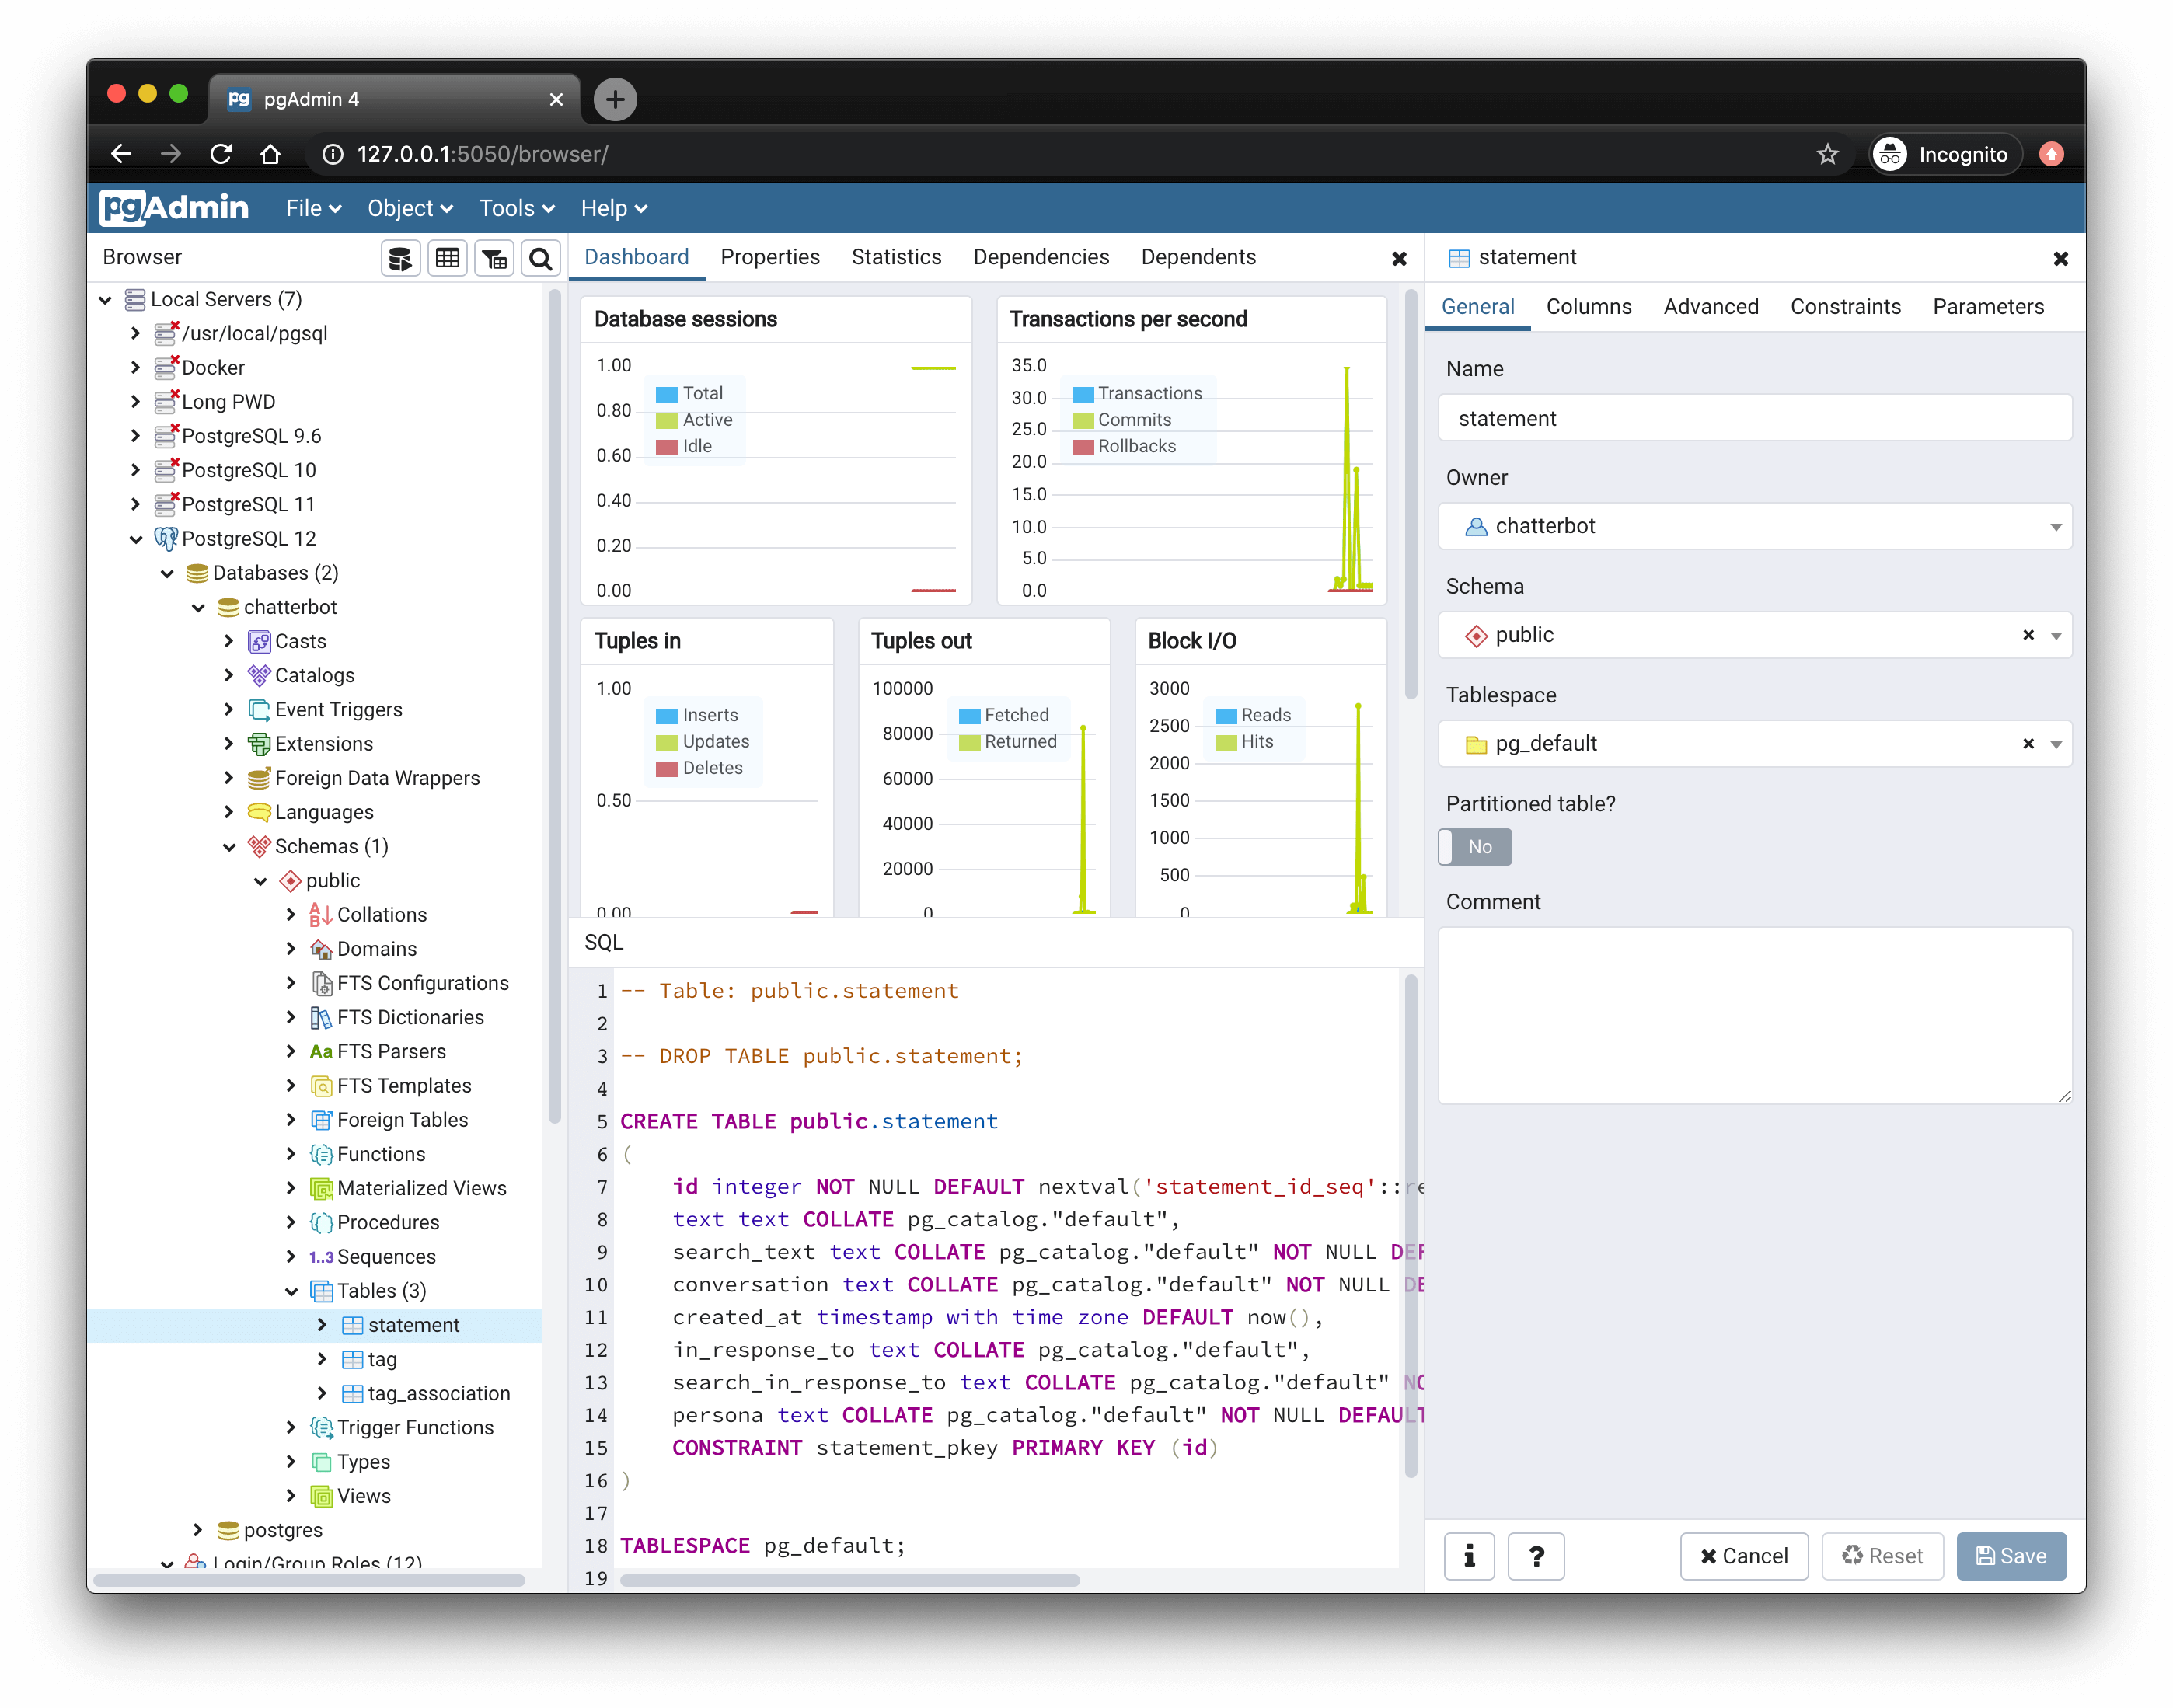 pgAdmin 4
127.0.0.1:5050/browser/
Incognito
pgAdmin
File
Object
Tools
Help
Browser
Local Servers (7)
/usr/local/pgsql
Docker
Long PWD
PostgreSQL 9.6
PostgreSQL 10
PostgreSQL 11
PostgreSQL 12
Databases (2)
chatterbot
Casts
Catalogs
Event Triggers
Extensions
Foreign Data Wrappers
Languages
Schemas (1)
public
Collations
Domains
FTS Configurations
FTS Dictionaries
Aa FTS Parsers
FTS Templates
Foreign Tables
Functions
Materialized Views
Procedures
1..3 Sequences
Tables (3)
statement
tag
tag_association
Trigger Functions
Types
Views
postgres
Login/Group Roles (12)
Dashboard
Properties
Statistics
Dependencies
Dependents
Database sessions
1.00
0.80
0.60
0.40
0.20
0.00
Total
Active
Idle
Transactions per second
35.0
30.0
25.0
20.0
15.0
10.0
5.0
0.0
Transactions
Commits
Rollbacks
Tuples in
1.00
0.50
0.00
Inserts
Updates
Deletes
Tuples out
100000
80000
60000
40000
20000
0
Fetched
Returned
Block I/O
3000
2500
2000
1500
1000
500
0
Reads
Hits
SQL
1 -- Table: public.statement
2
3 -- DROP TABLE public.statement;
4
5 CREATE TABLE public.statement
6 (
7 id integer NOT NULL DEFAULT nextval('statement_id_seq'::re
8 text text COLLATE pg_catalog."default",
9 search_text text COLLATE pg_catalog."default" NOT NULL DEF
10 conversation text COLLATE pg_catalog."default" NOT NULL DE
11 created_at timestamp with time zone DEFAULT now(),
12 in_response_to text COLLATE pg_catalog."default",
13 search_in_response_to text COLLATE pg_catalog."default" NO
14 persona text COLLATE pg_catalog."default" NOT NULL DEFAULT
15 CONSTRAINT statement_pkey PRIMARY KEY (id)
16 )
17
18 TABLESPACE pg_default;
19
statement
General
Columns
Advanced
Constraints
Parameters
Name
statement
Owner
chatterbot
Schema
public
Tablespace
pg_default
Partitioned table?
No
Comment
i
?
Cancel
Reset
Save